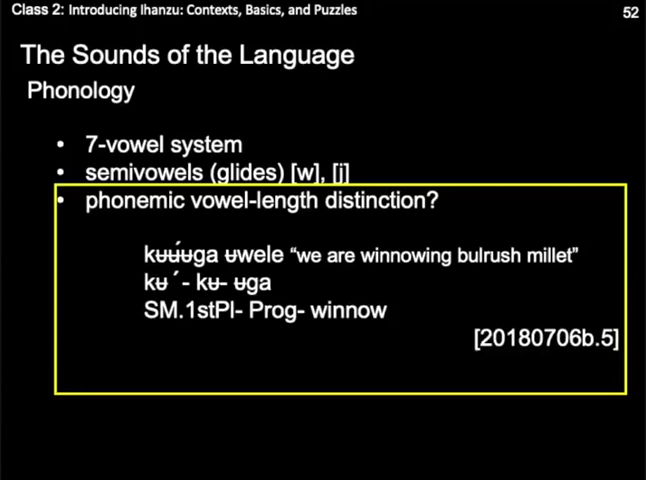 Class 2: Introducing Ihanzu: Contexts, Basics, and Puzzles
52
The Sounds of the Language
Phonology
• 7-vowel system
• semivowels (glides) [w], [j]
• phonemic vowel-length distinction?
kʉʉ́ʉga ʉwele “we are winnowing bulrush millet”
kʉ ´ - kʉ- ʉga
SM.1stPl- Prog- winnow
[20180706b.5]